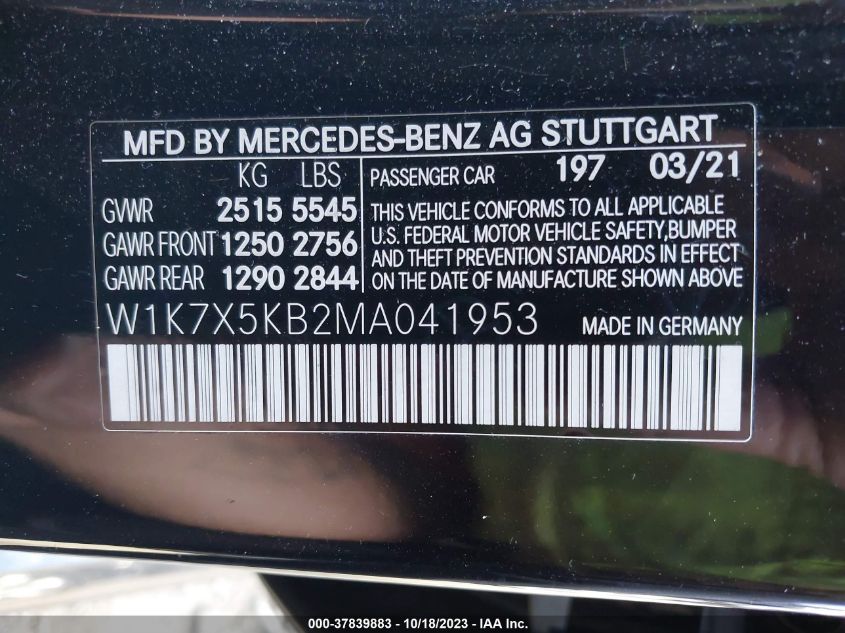 MFD BY MERCEDES-BENZ AG STUTTGART
KG LBS
GVWR 2515 5545
GAWR FRONT 1250 2756
GAWR REAR 1290 2844
PASSENGER CAR 197 03/21
THIS VEHICLE CONFORMS TO ALL APPLICABLE
U.S. FEDERAL MOTOR VEHICLE SAFETY,BUMPER
AND THEFT PREVENTION STANDARDS IN EFFECT
ON THE DATE OF MANUFACTURE SHOWN ABOVE
W1K7X5KB2MA041953 MADE IN GERMANY
000-37839883 - 10/18/2023 - IAA Inc.